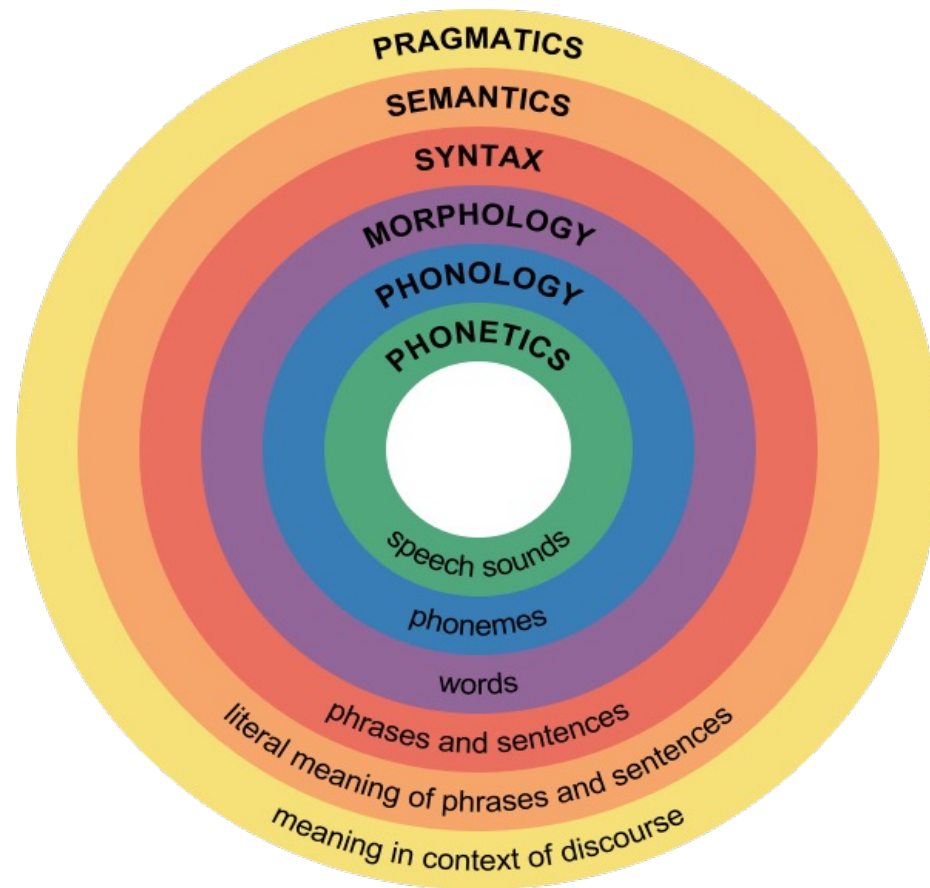 PRAGMATICS
SEMANTICS
SYNTAX
MORPHOLOGY
PHONOLOGY
PHONETICS
speech sounds
phonemes
words
phrases and sentences
literal meaning of phrases and sentences
meaning in context of discourse